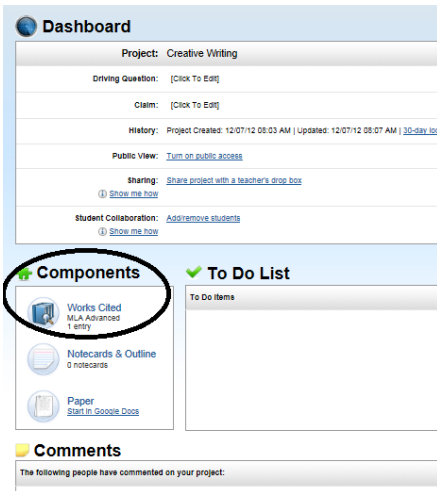 Dashboard
Project: Creative Writing
Driving Question: [Click To Edit]
Claim: [Click To Edit]
History: Project Created: 12/07/12 08:03 AM | Updated: 12/07/12 08:07 AM | 30-day
Public View: Turn on public access
Sharing: Share project with a teacher's drop box
Show me how
Student Collaboration: Add/remove students
Show me how
Components
Works Cited
MLA Advanced
1 entry
Notecards & Outline
0 notecards
Paper
Start in Google Docs
To Do List
To Do Items
Comments
The following people have commented on your project: